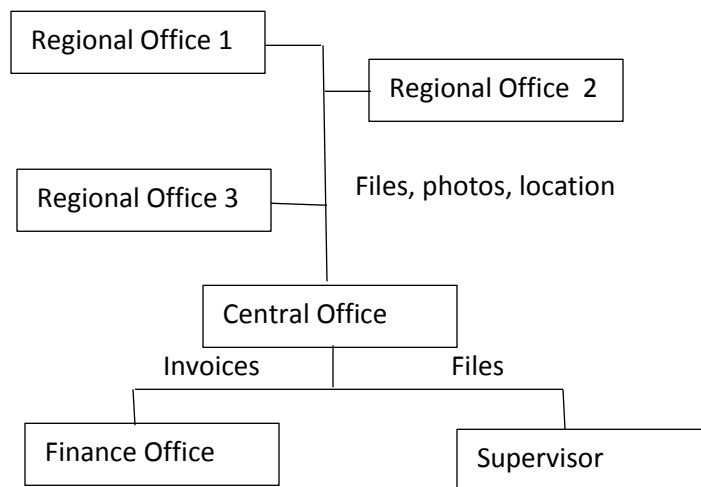 Regional Office 1
Regional Office  2
Files, photos, location
Regional Office 3
Central Office
Invoices
Files
Finance Office
Supervisor